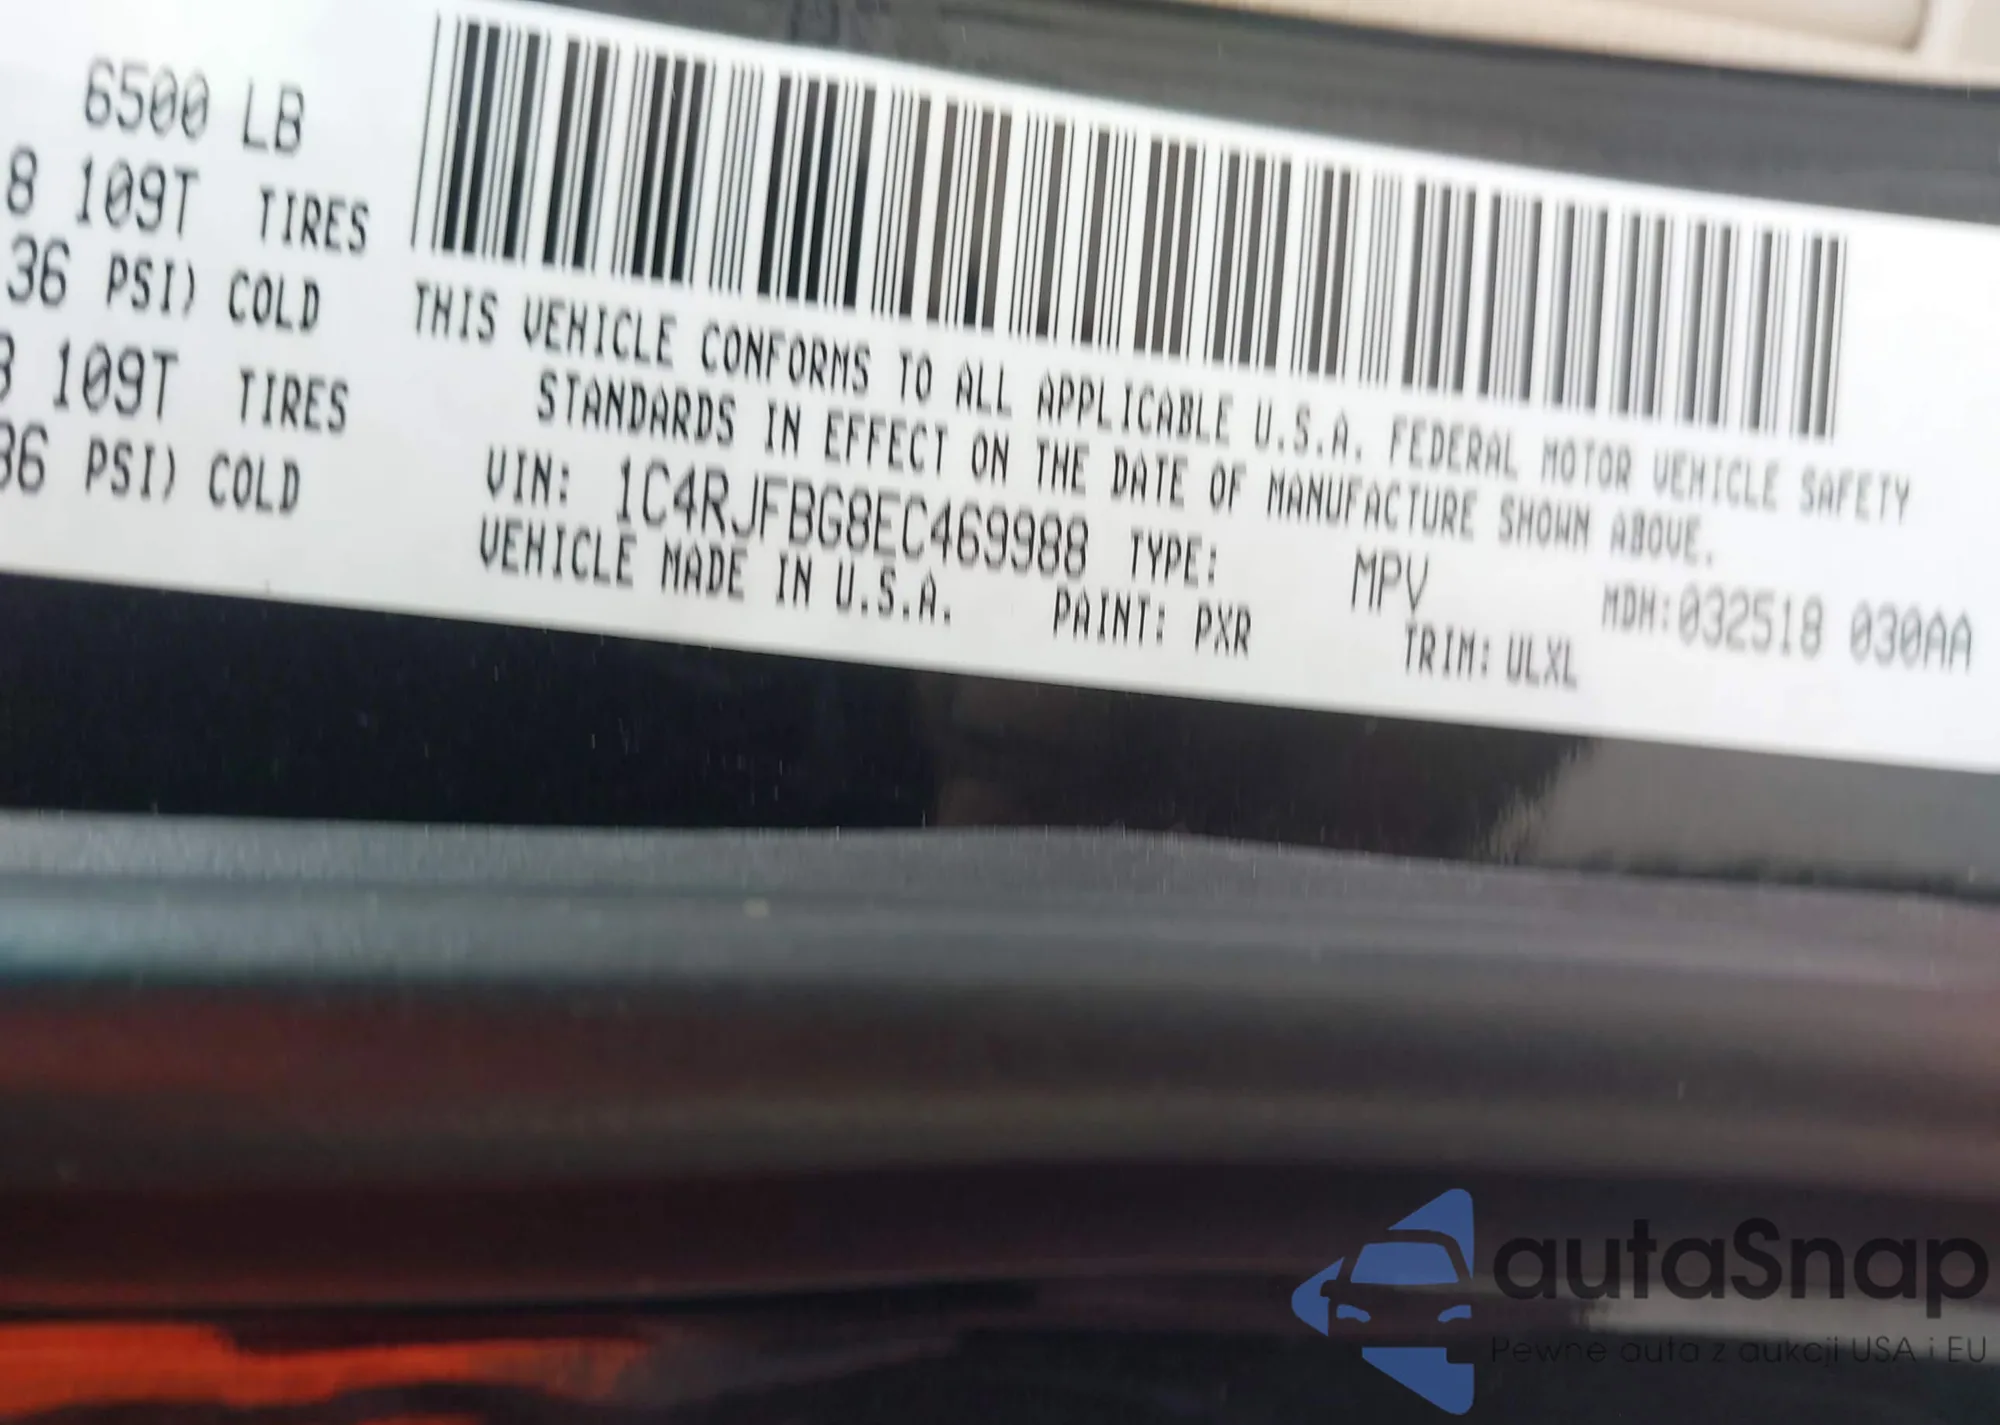 6500 LB
8 109T TIRES
36 PSI) COLD
8 109T TIRES
36 PSI) COLD
THIS VEHICLE CONFORMS TO ALL APPLICABLE U.S.A. FEDERAL MOTOR VEHICLE SAFETY
STANDARDS IN EFFECT ON THE DATE OF MANUFACTURE SHOWN ABOVE.
VIN: 1C4RJFBG8EC469988 TYPE: MPV MDH:032518 030AA
VEHICLE MADE IN U.S.A. PAINT: PXR TRIM: ULXL
autaSnap
Pewne auta z aukcji USA i EU